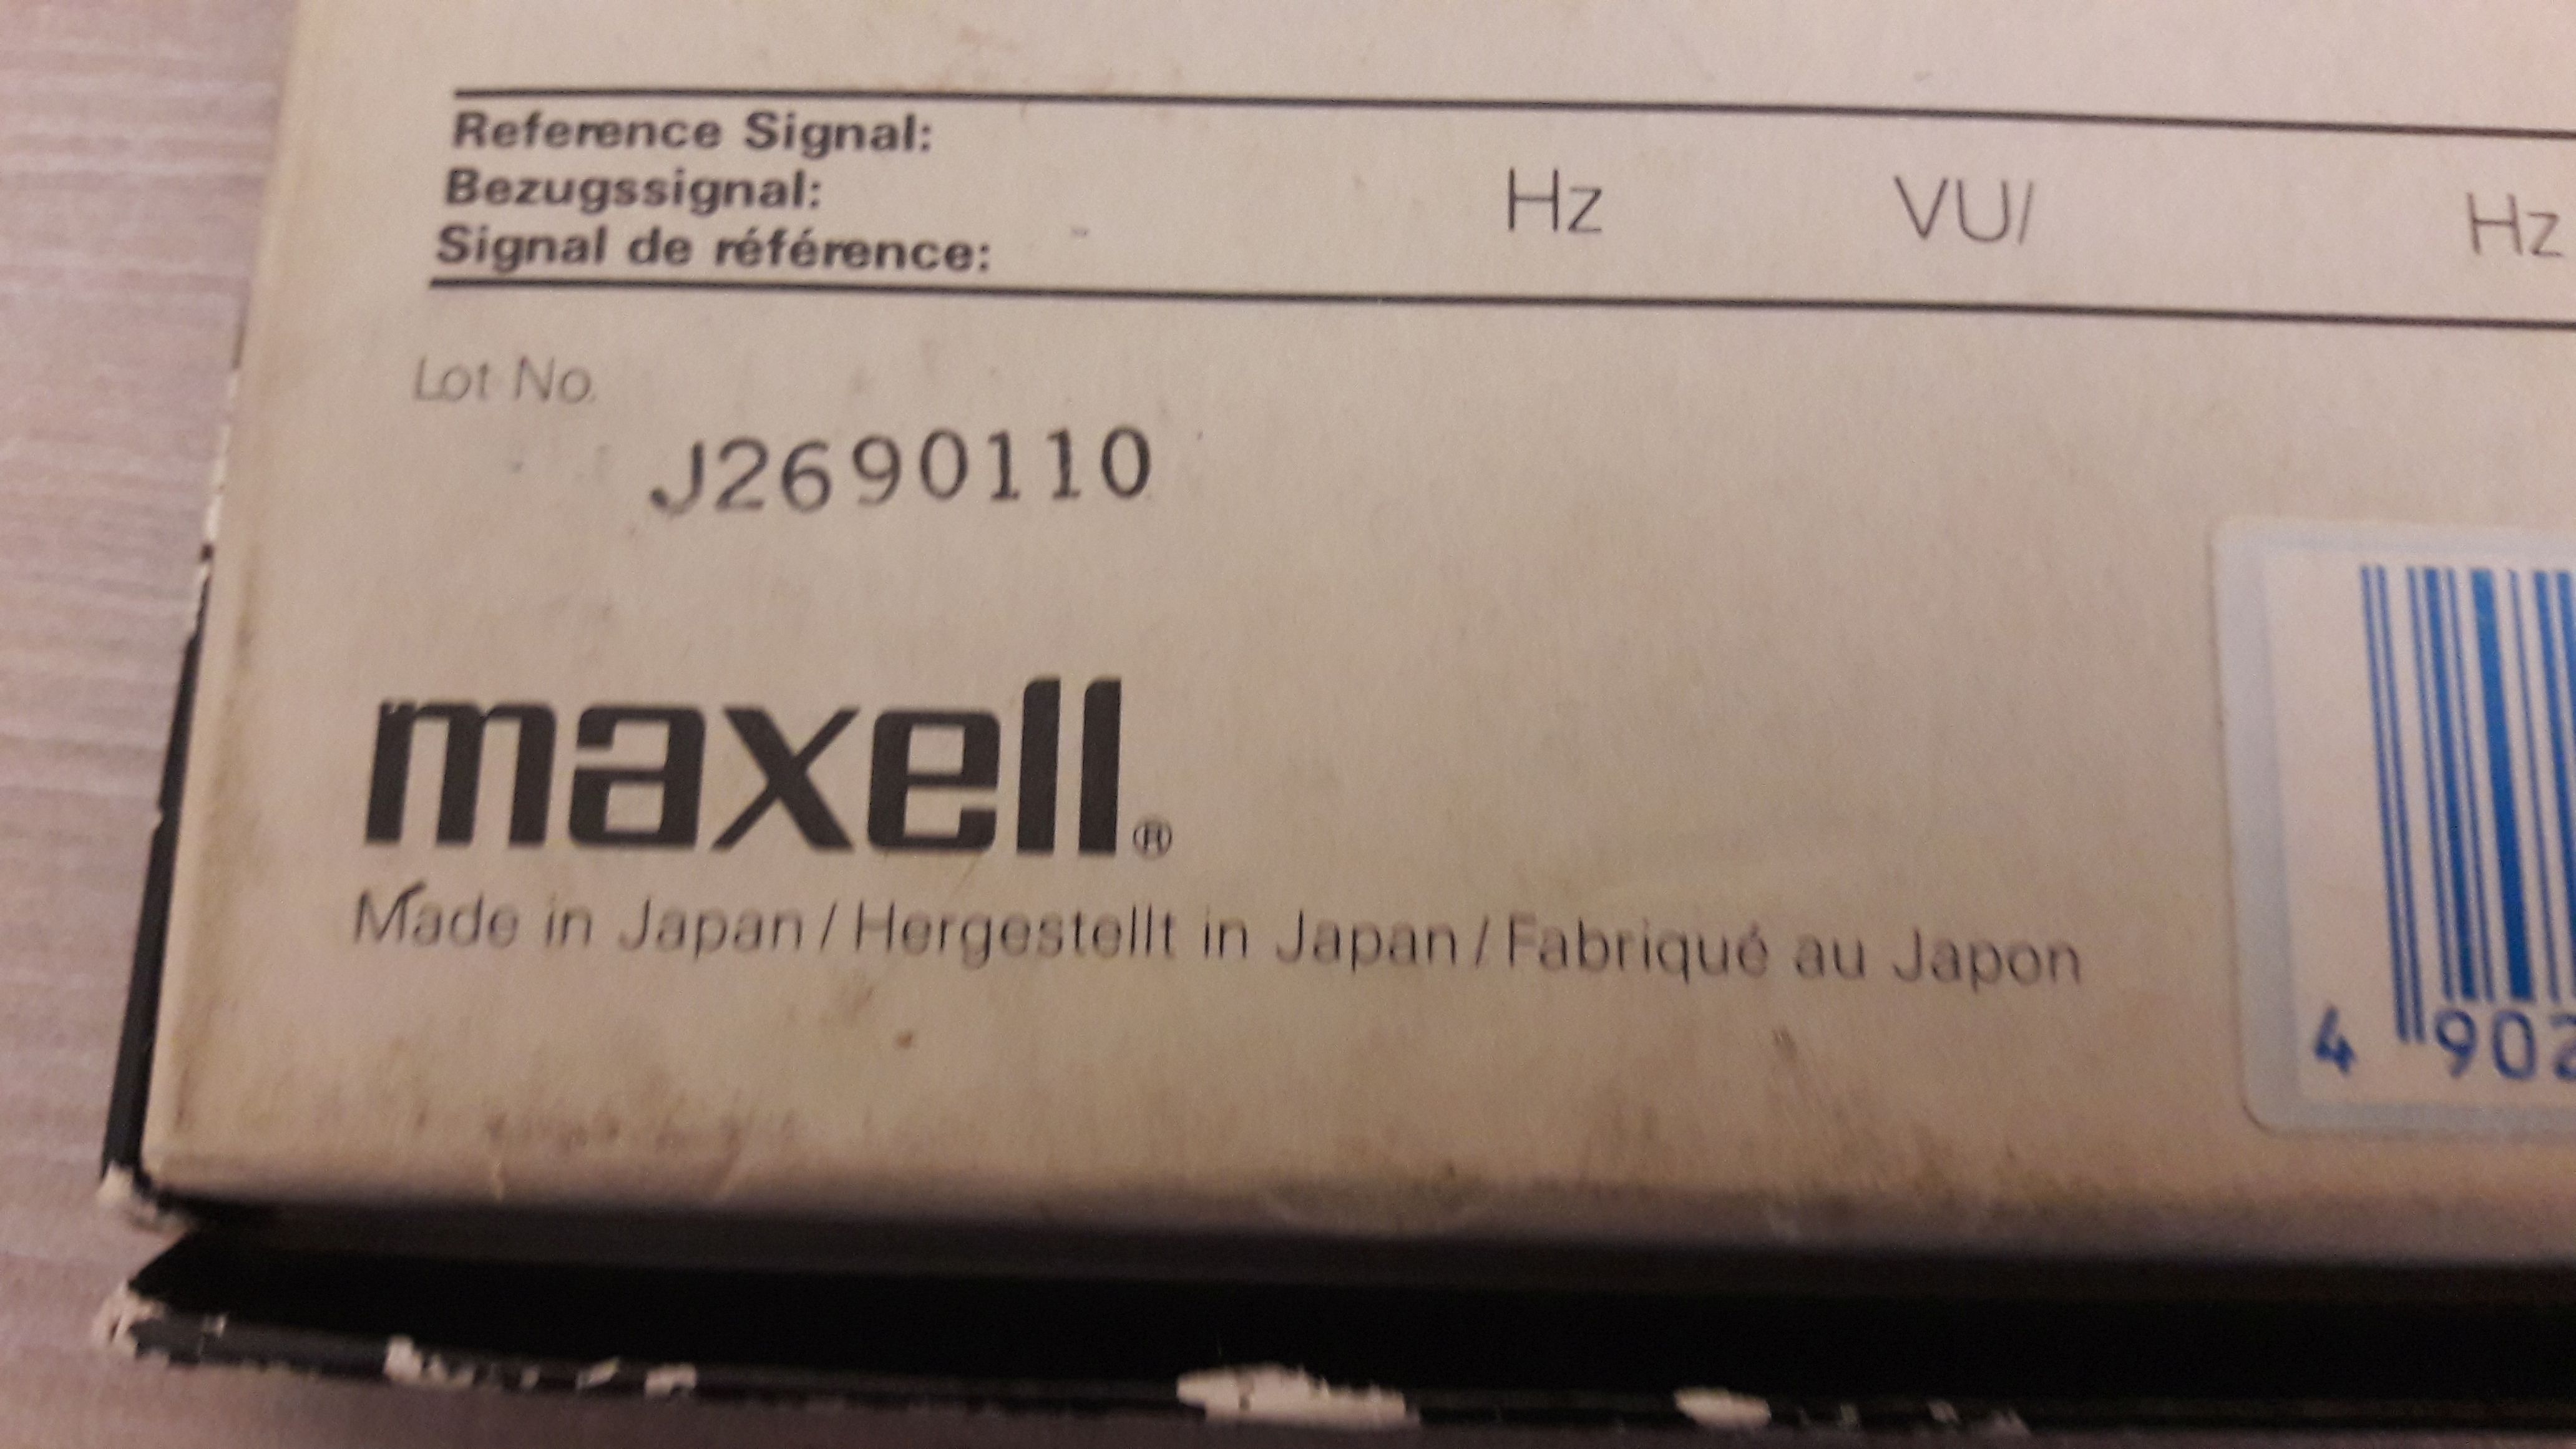 Reference Signal:
Bezugssignal:
Signal de référence:
Hz VU/ Hz
Lot No.
J2690110
maxell®
Made in Japan / Hergestellt in Japan / Fabriqué au Japon
4 902